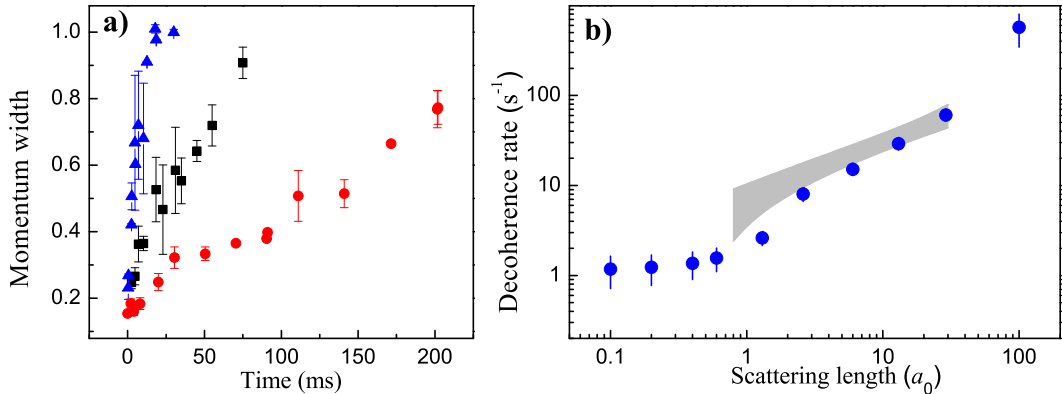 a)
1.0
0.8
0.6
0.4
0.2
Momentum width
0 50 100 150 200
Time (ms)
b)
100
10
1
Decoherence rate (s⁻¹)
0.1 1 10 100
Scattering length (a₀)